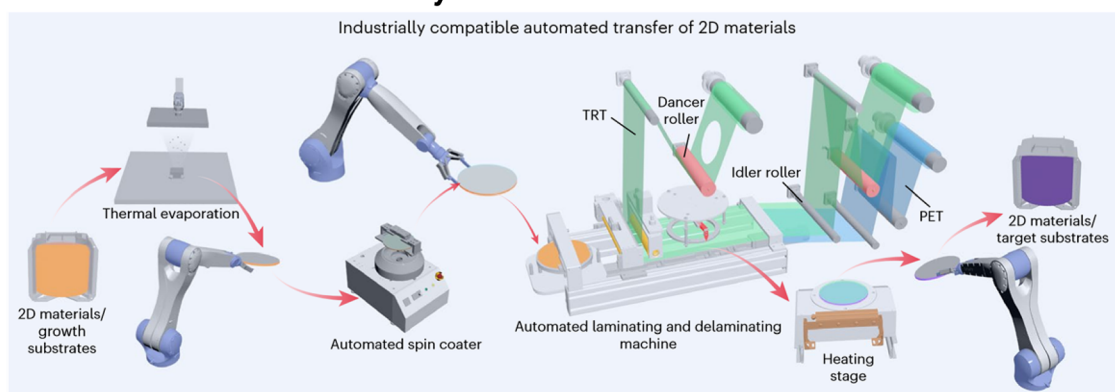 Industrially compatible automated transfer of 2D materials
TRT
Dancer
roller
Idler roller
Thermal evaporation
PET
2D materials/
target substrates
2D materials/
growth
substrates
Automated spin coater
Automated laminating and delaminating
machine
Heating
stage